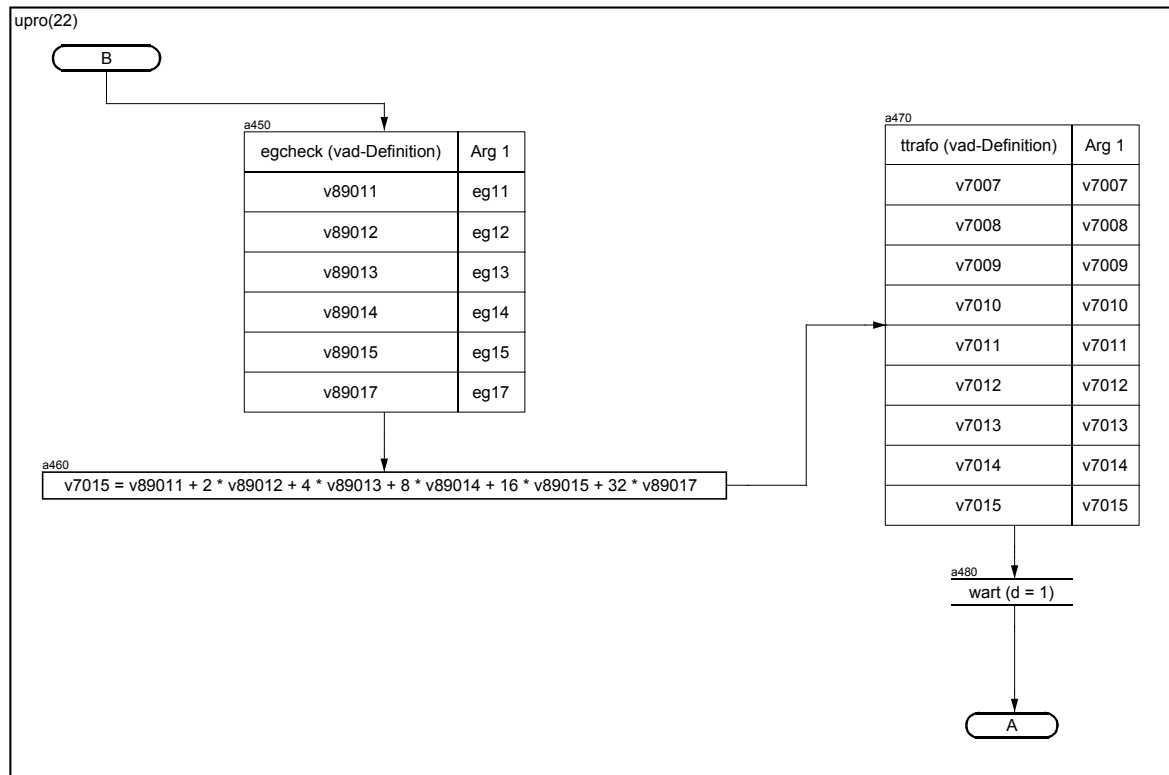 upro(22)
B
a450
egcheck (vad-Definition) Arg 1
v89011 eg11
v89012 eg12
v89013 eg13
v89014 eg14
v89015 eg15
v89017 eg17
a460
v7015 = v89011 + 2 * v89012 + 4 * v89013 + 8 * v89014 + 16 * v89015 + 32 * v89017
a470
ttrafo (vad-Definition) Arg 1
v7007 v7007
v7008 v7008
v7009 v7009
v7010 v7010
v7011 v7011
v7012 v7012
v7013 v7013
v7014 v7014
v7015 v7015
a480
wart (d = 1)
A